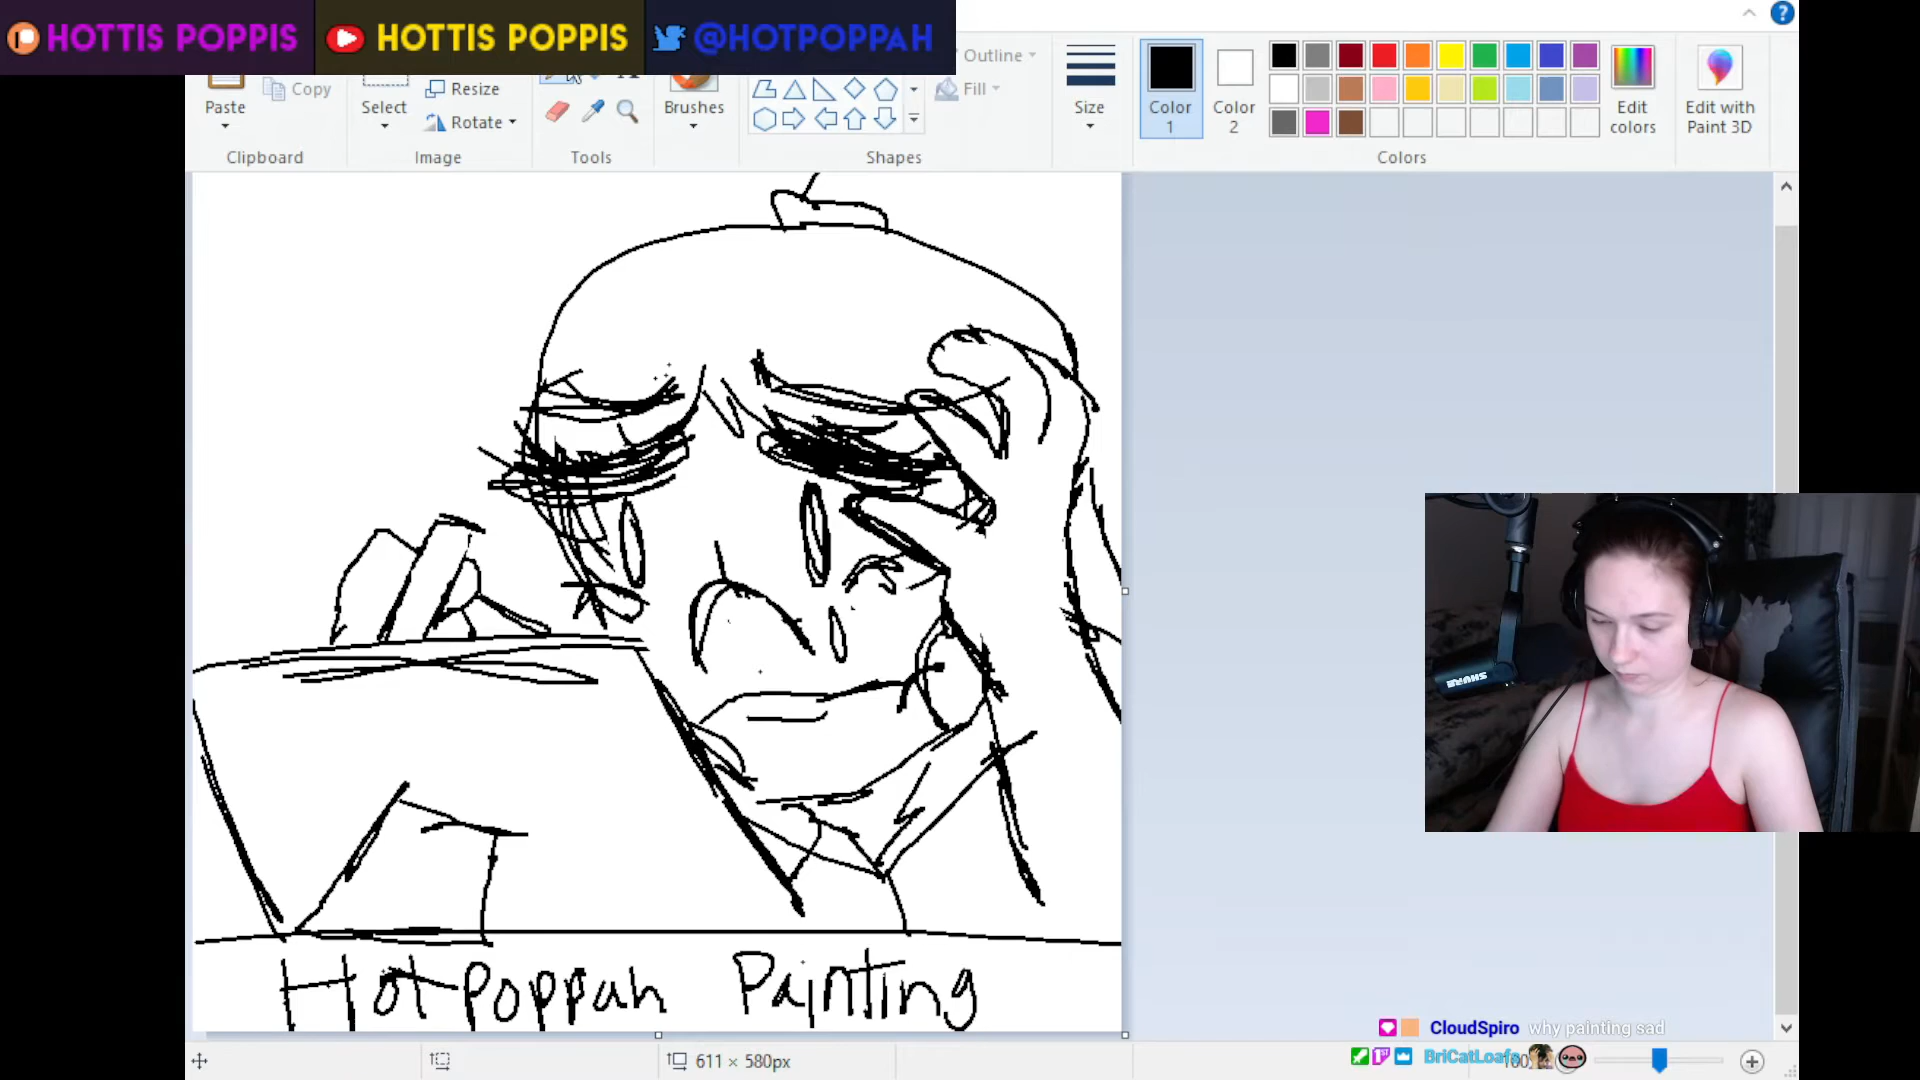 HOTTIS POPPIS
HOTTIS POPPIS
@HOTPOPPAH
Paste
Copy
Select
Resize
Rotate
Brushes
Outline
Fill
Size
Color
1
Color
2
Edit
colors
Edit with
Paint 3D
Clipboard
Image
Tools
Shapes
Colors
SHURE
Hot Poppah Painting
CloudSpiro why painting sad
BriCatLoafs
611 × 580px